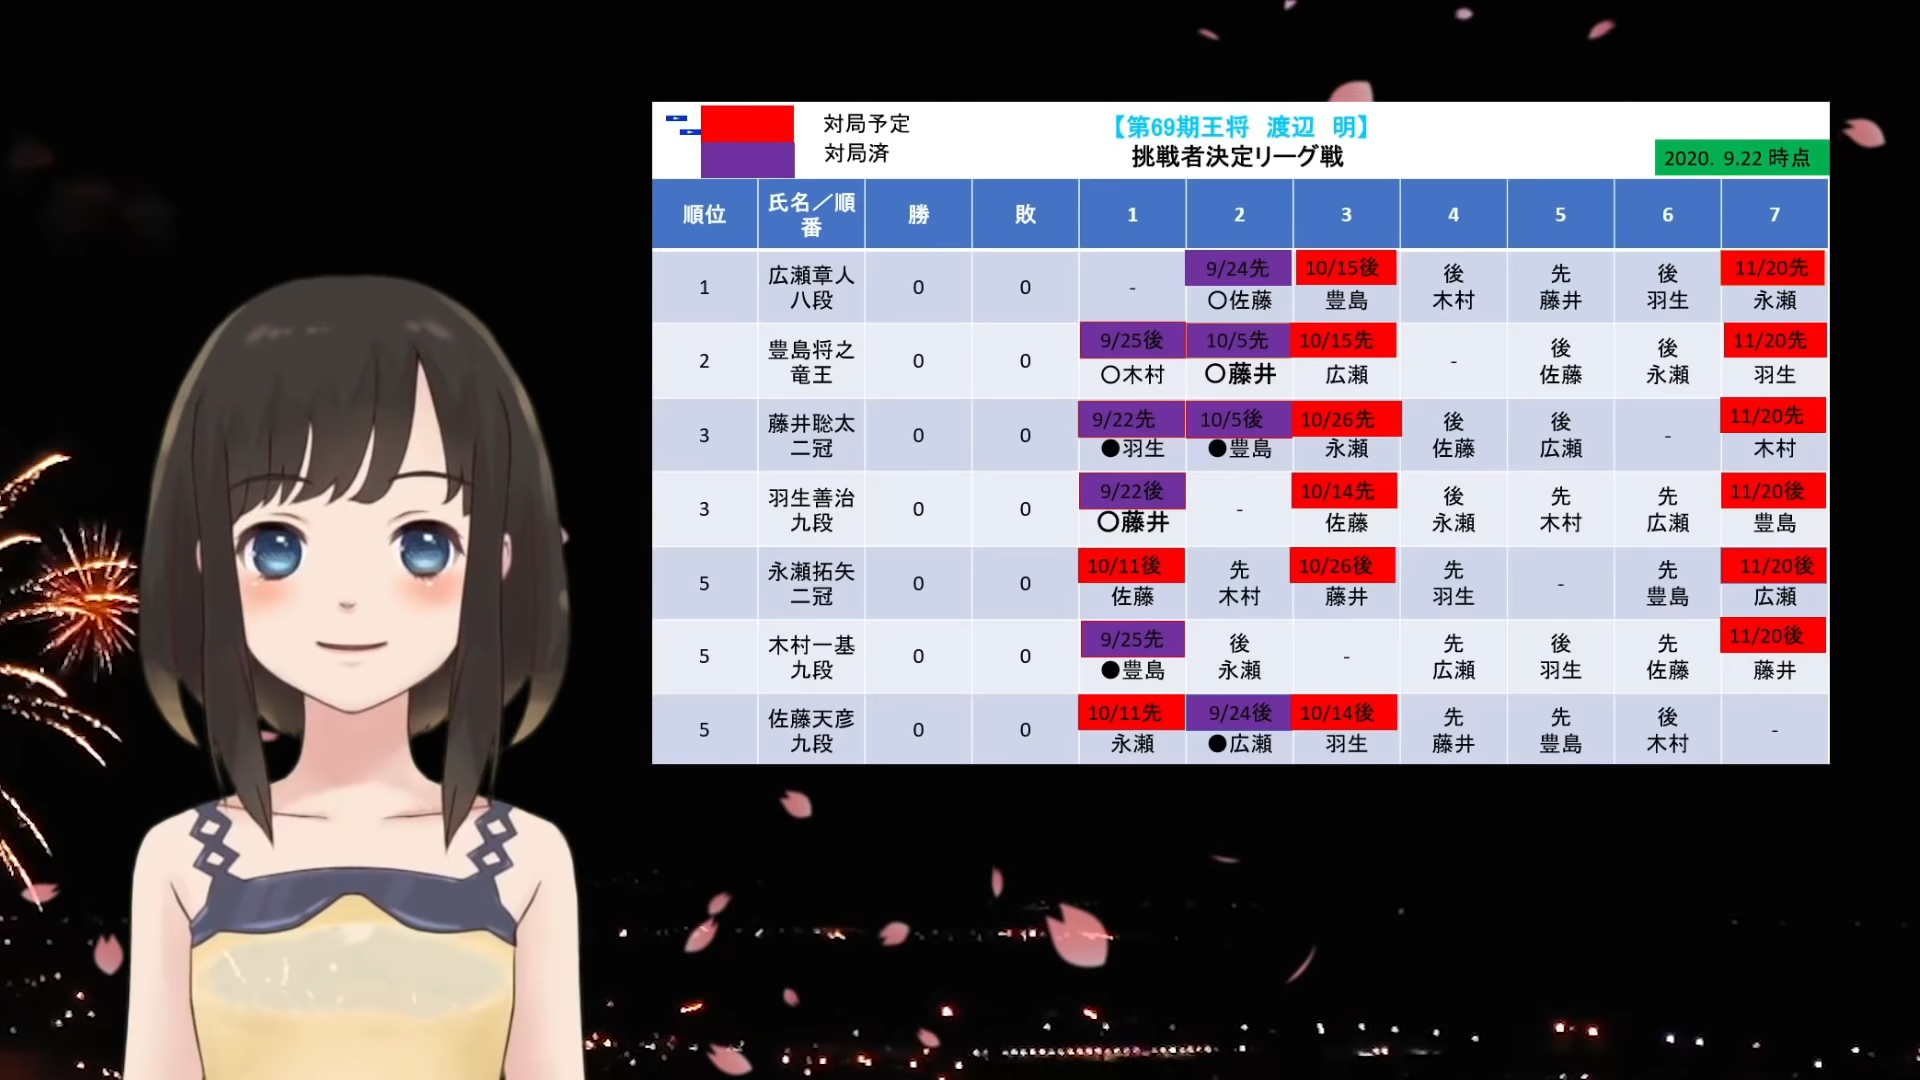 対局予定
対局済
【第69期王将 渡辺 明】
挑戦者決定リーグ戦
2020. 9.22 時点
順位 氏名／順番 勝 敗 1 2 3 4 5 6 7
1 広瀬章人 八段 0 0 - 9/24先 〇佐藤 10/15後 豊島 後 木村 先 藤井 後 羽生 11/20先 永瀬
2 豊島将之 竜王 0 0 9/25後 〇木村 10/5先 〇藤井 10/15先 広瀬 - 後 佐藤 後 永瀬 11/20先 羽生
3 藤井聡太 二冠 0 0 9/22先 ●羽生 10/5後 ●豊島 10/26先 永瀬 後 佐藤 後 広瀬 - 11/20先 木村
3 羽生善治 九段 0 0 9/22後 〇藤井 - 10/14先 佐藤 後 永瀬 先 木村 先 広瀬 11/20後 豊島
5 永瀬拓矢 二冠 0 0 10/11後 佐藤 先 木村 10/26後 藤井 先 羽生 - 先 豊島 11/20後 広瀬
5 木村一基 九段 0 0 9/25先 ●豊島 後 永瀬 - 先 広瀬 後 羽生 先 佐藤 11/20後 藤井
5 佐藤天彦 九段 0 0 10/11先 永瀬 9/24後 ●広瀬 10/14後 羽生 先 藤井 先 豊島 後 木村 -